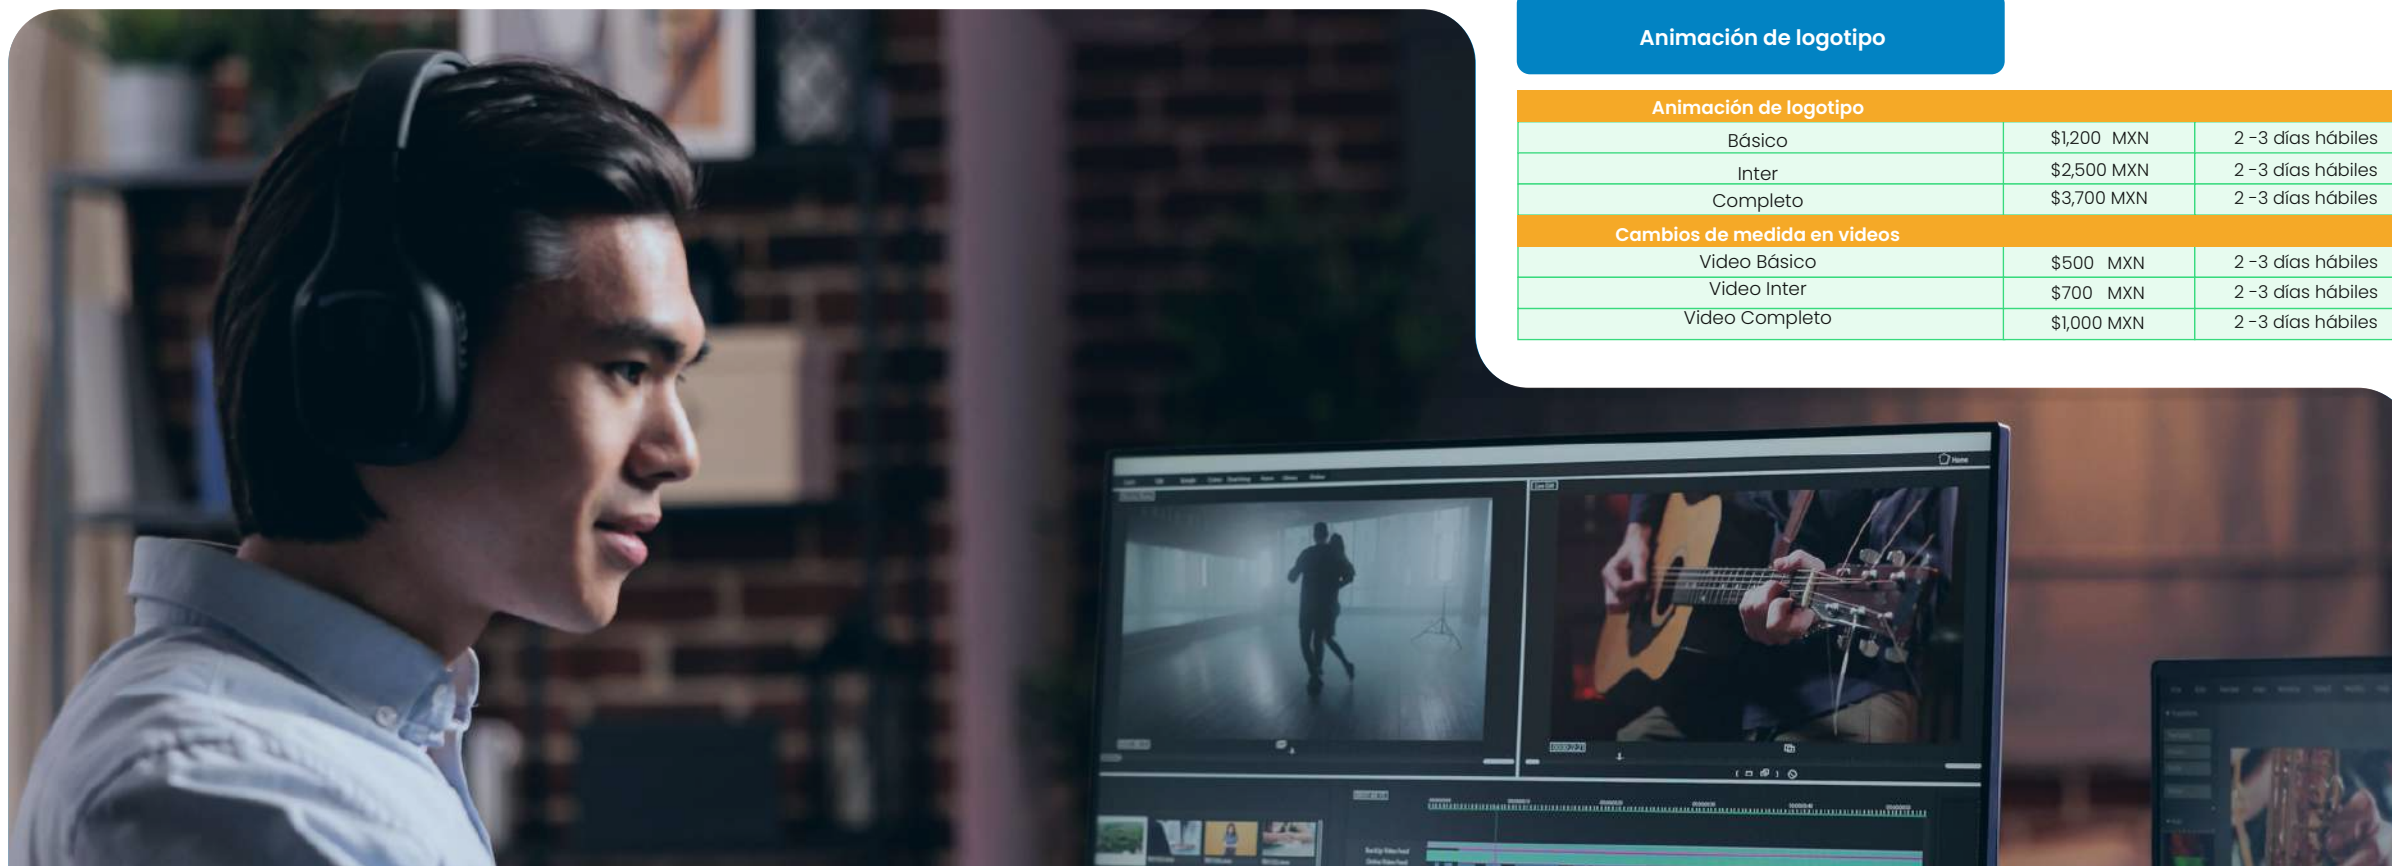 Animación de logotipo
Animación de logotipo
Básico $1,200 MXN 2 -3 días hábiles
Inter $2,500 MXN 2 -3 días hábiles
Completo $3,700 MXN 2 -3 días hábiles
Cambios de medida en videos
Video Básico $500 MXN 2 -3 días hábiles
Video Inter $700 MXN 2 -3 días hábiles
Video Completo $1,000 MXN 2 -3 días hábiles
Home